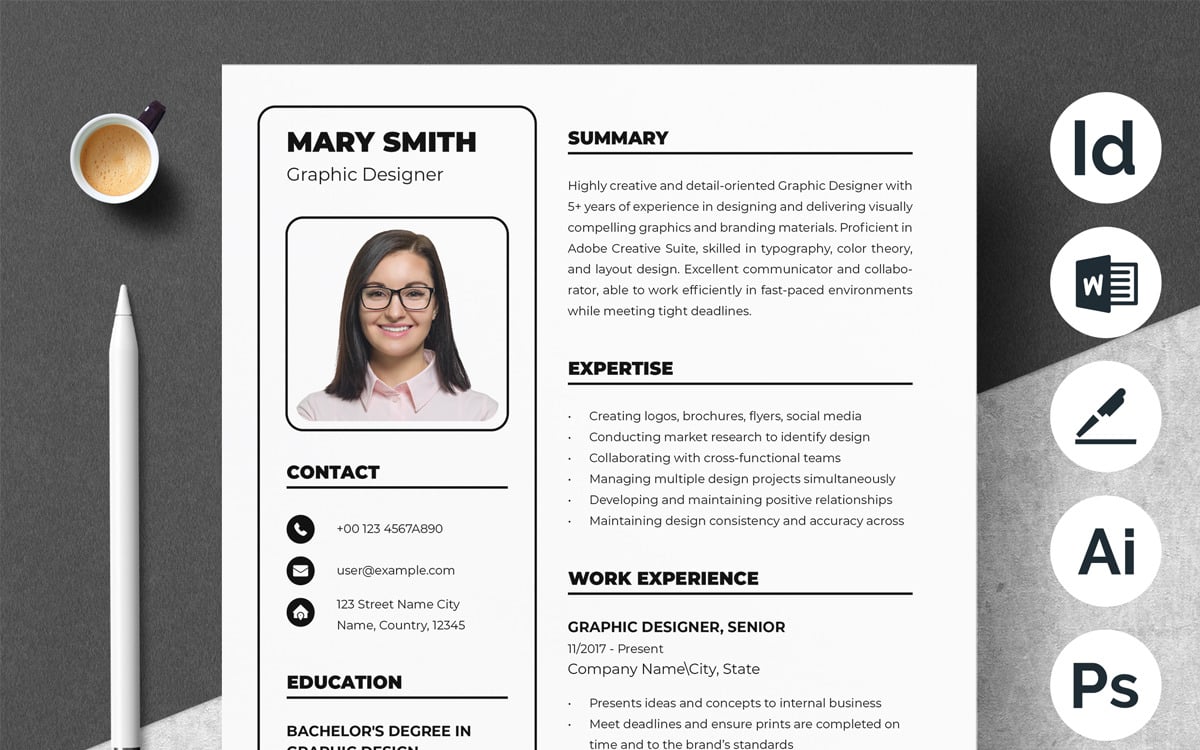 MARY SMITH
Graphic Designer
CONTACT
+00 123 4567A890
user@example.com
123 Street Name City
Name, Country, 12345
EDUCATION
BACHELOR'S DEGREE IN
GRAPHIC DESIGN
SUMMARY
Highly creative and detail-oriented Graphic Designer with
5+ years of experience in designing and delivering visually
compelling graphics and branding materials. Proficient in
Adobe Creative Suite, skilled in typography, color theory,
and layout design. Excellent communicator and collabo-
rator, able to work efficiently in fast-paced environments
while meeting tight deadlines.
EXPERTISE
• Creating logos, brochures, flyers, social media
• Conducting market research to identify design
• Collaborating with cross-functional teams
• Managing multiple design projects simultaneously
• Developing and maintaining positive relationships
• Maintaining design consistency and accuracy across
WORK EXPERIENCE
GRAPHIC DESIGNER, SENIOR
11/2017 - Present
Company Name\City, State
• Presents ideas and concepts to internal business
• Meet deadlines and ensure prints are completed on
time and to the brand's standards
Id
W
Ai
Ps